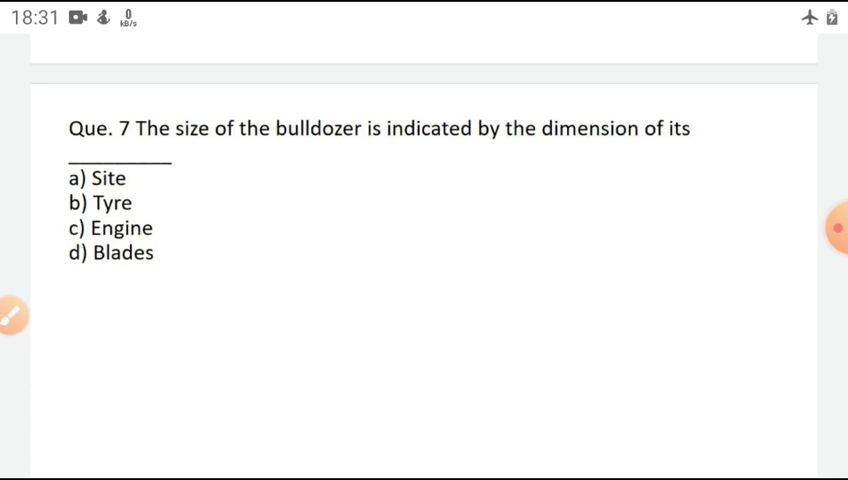 18:31 0 kB/s
Que. 7 The size of the bulldozer is indicated by the dimension of its
_________
a) Site
b) Tyre
c) Engine
d) Blades